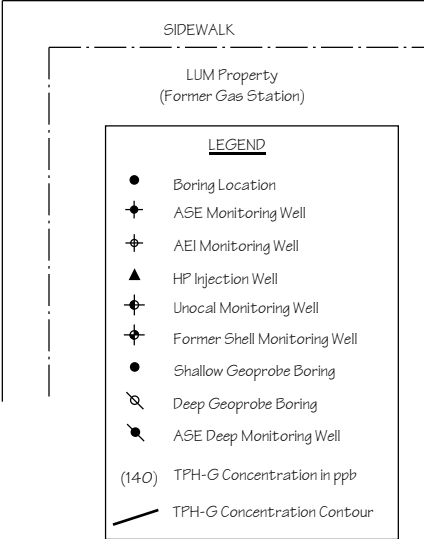 SIDEWALK
LUM Property
(Former Gas Station)
LEGEND
Boring Location
ASE Monitoring Well
AEI Monitoring Well
HP Injection Well
Unocal Monitoring Well
Former Shell Monitoring Well
Shallow Geoprobe Boring
Deep Geoprobe Boring
ASE Deep Monitoring Well
(140) TPH-G Concentration in ppb
TPH-G Concentration Contour